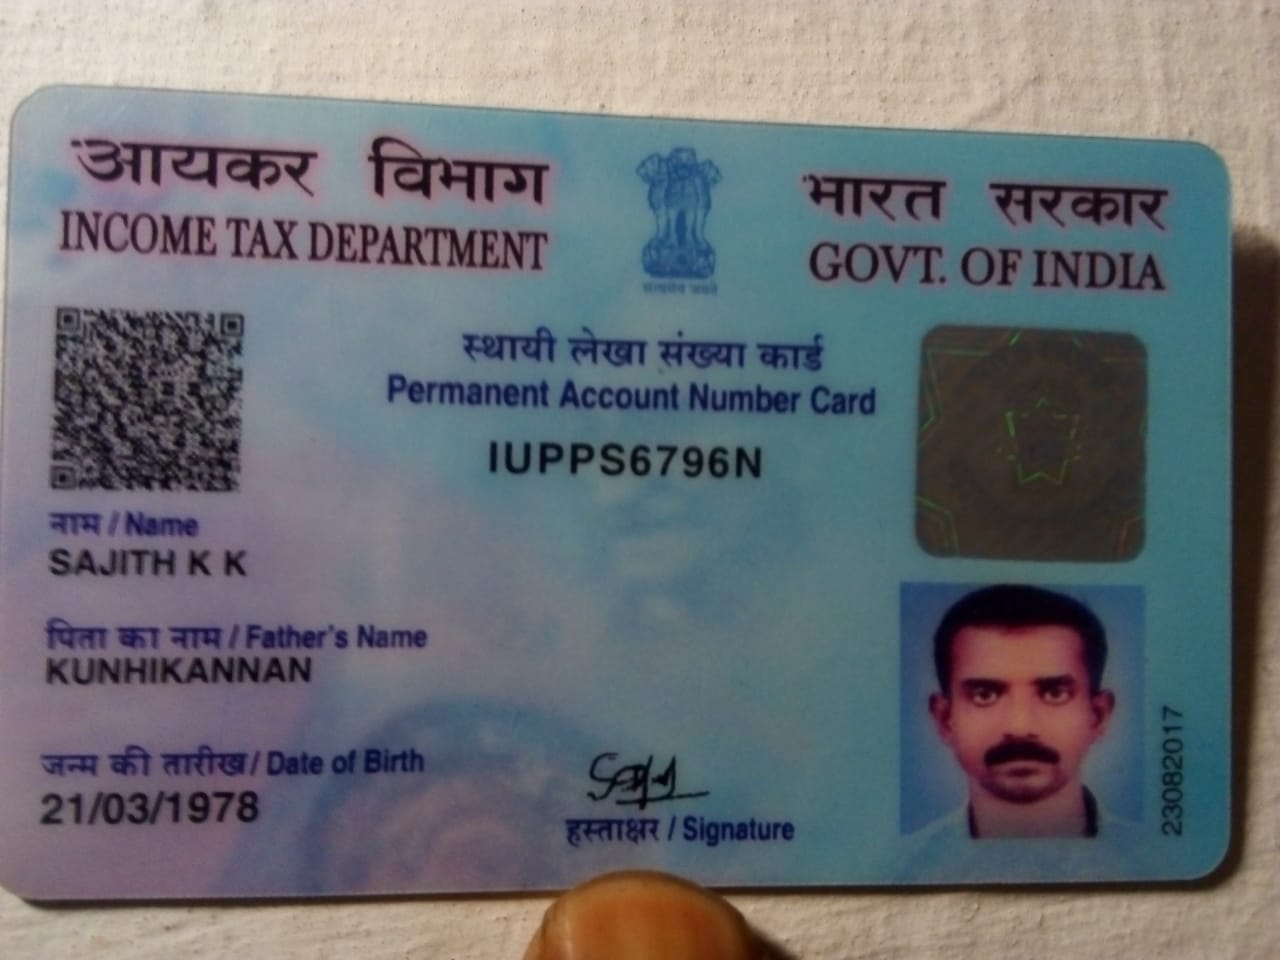 आयकर विभाग
INCOME TAX DEPARTMENT
भारत सरकार
GOVT. OF INDIA
सत्यमेव जयते
स्थायी लेखा संख्या कार्ड
Permanent Account Number Card
IUPPS6796N
नाम / Name
SAJITH K K
पिता का नाम / Father's Name
KUNHIKANNAN
जन्म की तारीख / Date of Birth
21/03/1978
हस्ताक्षर / Signature
23082017